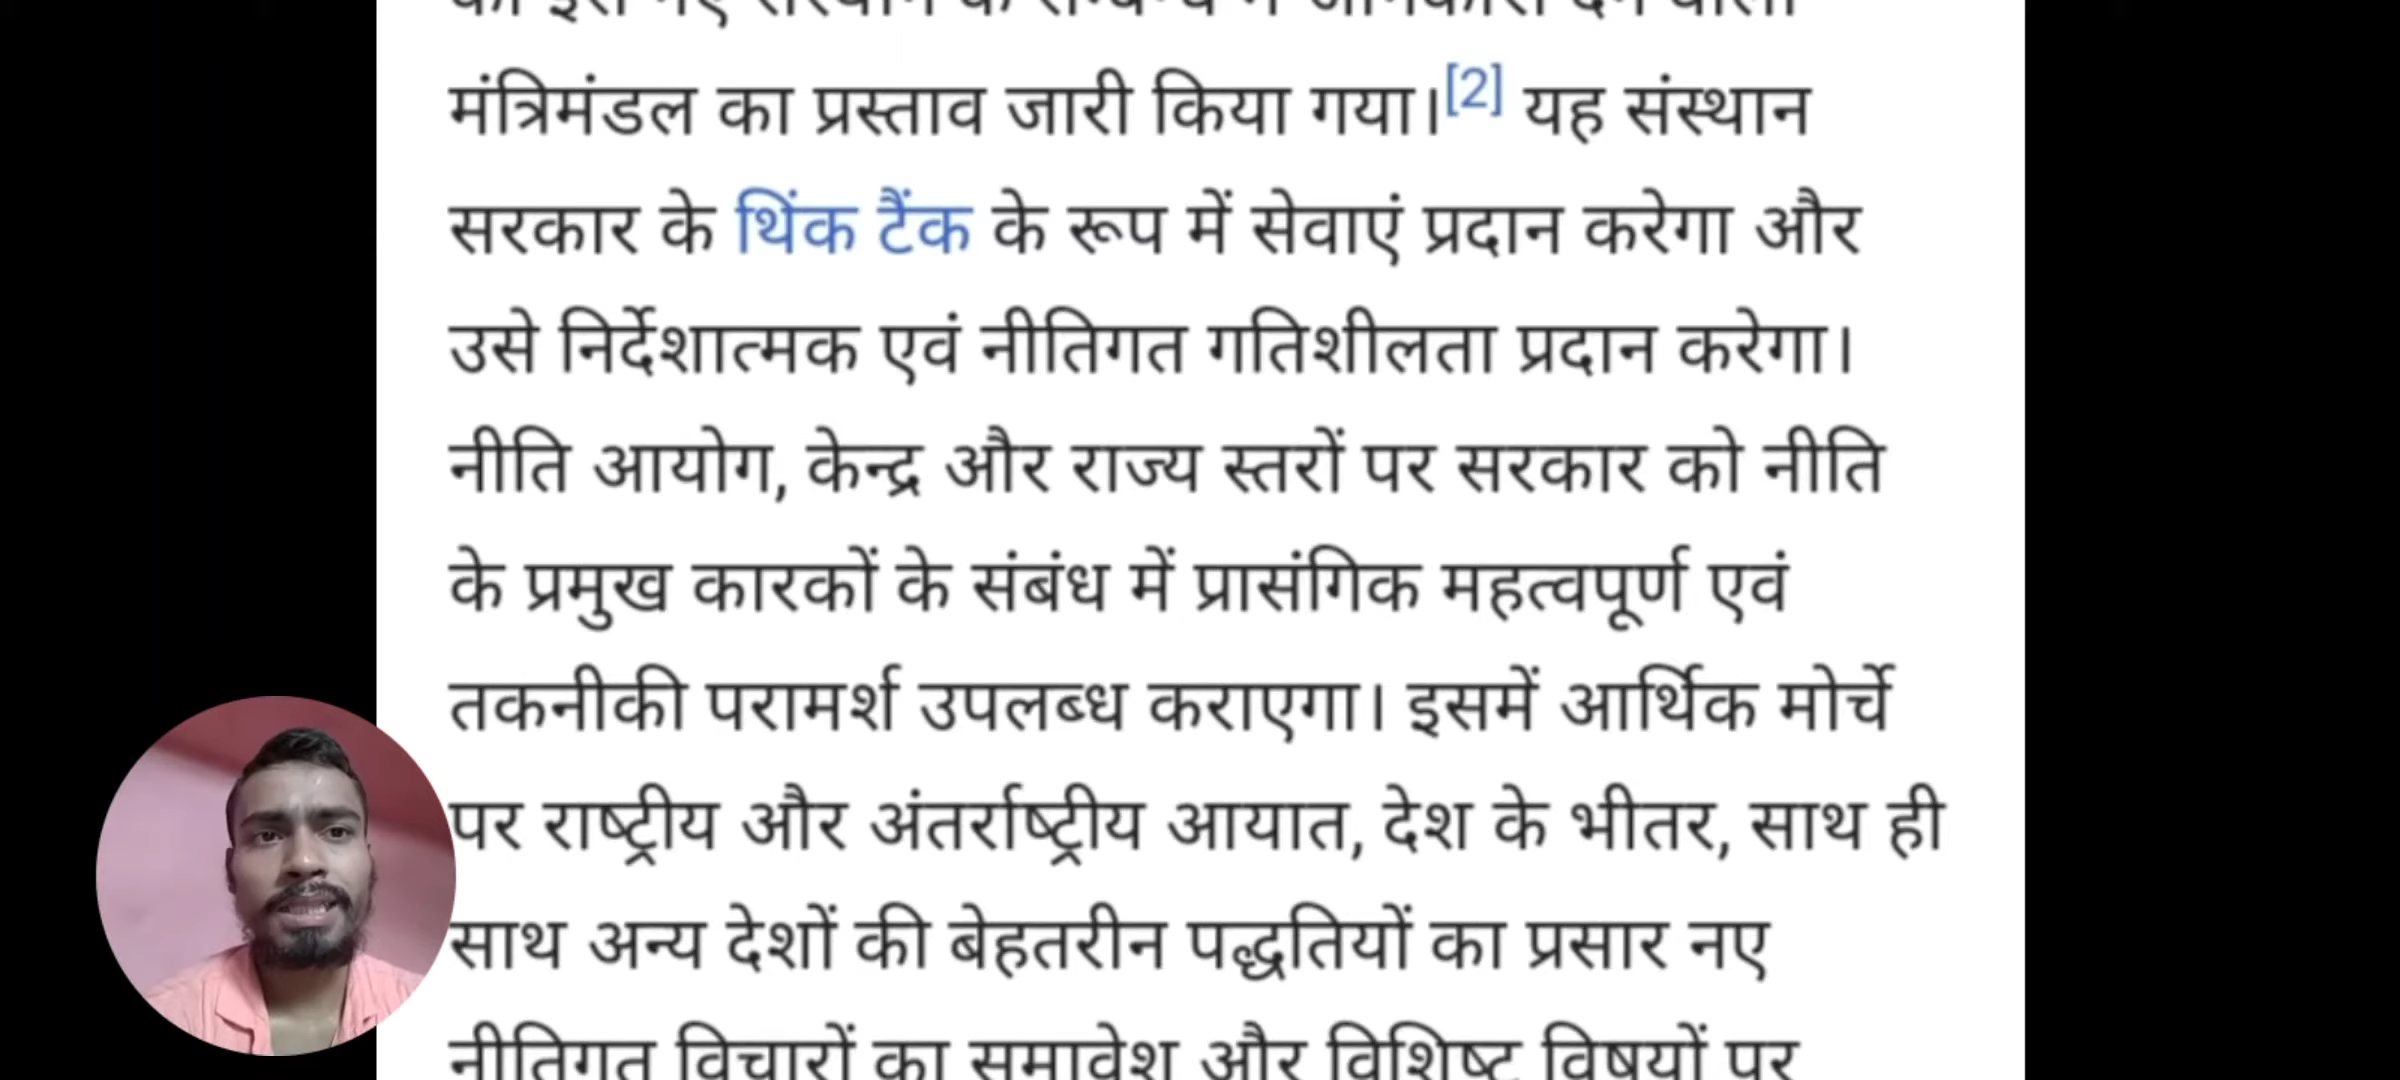 मंत्रिमंडल का प्रस्ताव जारी किया गया।[2] यह संस्थान
सरकार के थिंक टैंक के रूप में सेवाएं प्रदान करेगा और
उसे निर्देशात्मक एवं नीतिगत गतिशीलता प्रदान करेगा।
नीति आयोग, केन्द्र और राज्य स्तरों पर सरकार को नीति
के प्रमुख कारकों के संबंध में प्रासंगिक महत्वपूर्ण एवं
तकनीकी परामर्श उपलब्ध कराएगा। इसमें आर्थिक मोर्चे
पर राष्ट्रीय और अंतर्राष्ट्रीय आयात, देश के भीतर, साथ ही
साथ अन्य देशों की बेहतरीन पद्धतियों का प्रसार नए
नीतिगत विचारों का समावेश और विशिष्ट विषयों पर